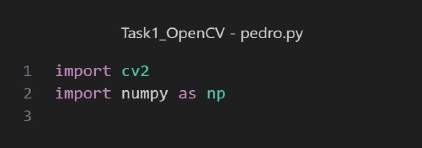 Task1_OpenCV - pedro.py
1 import cv2
2 import numpy as np
3